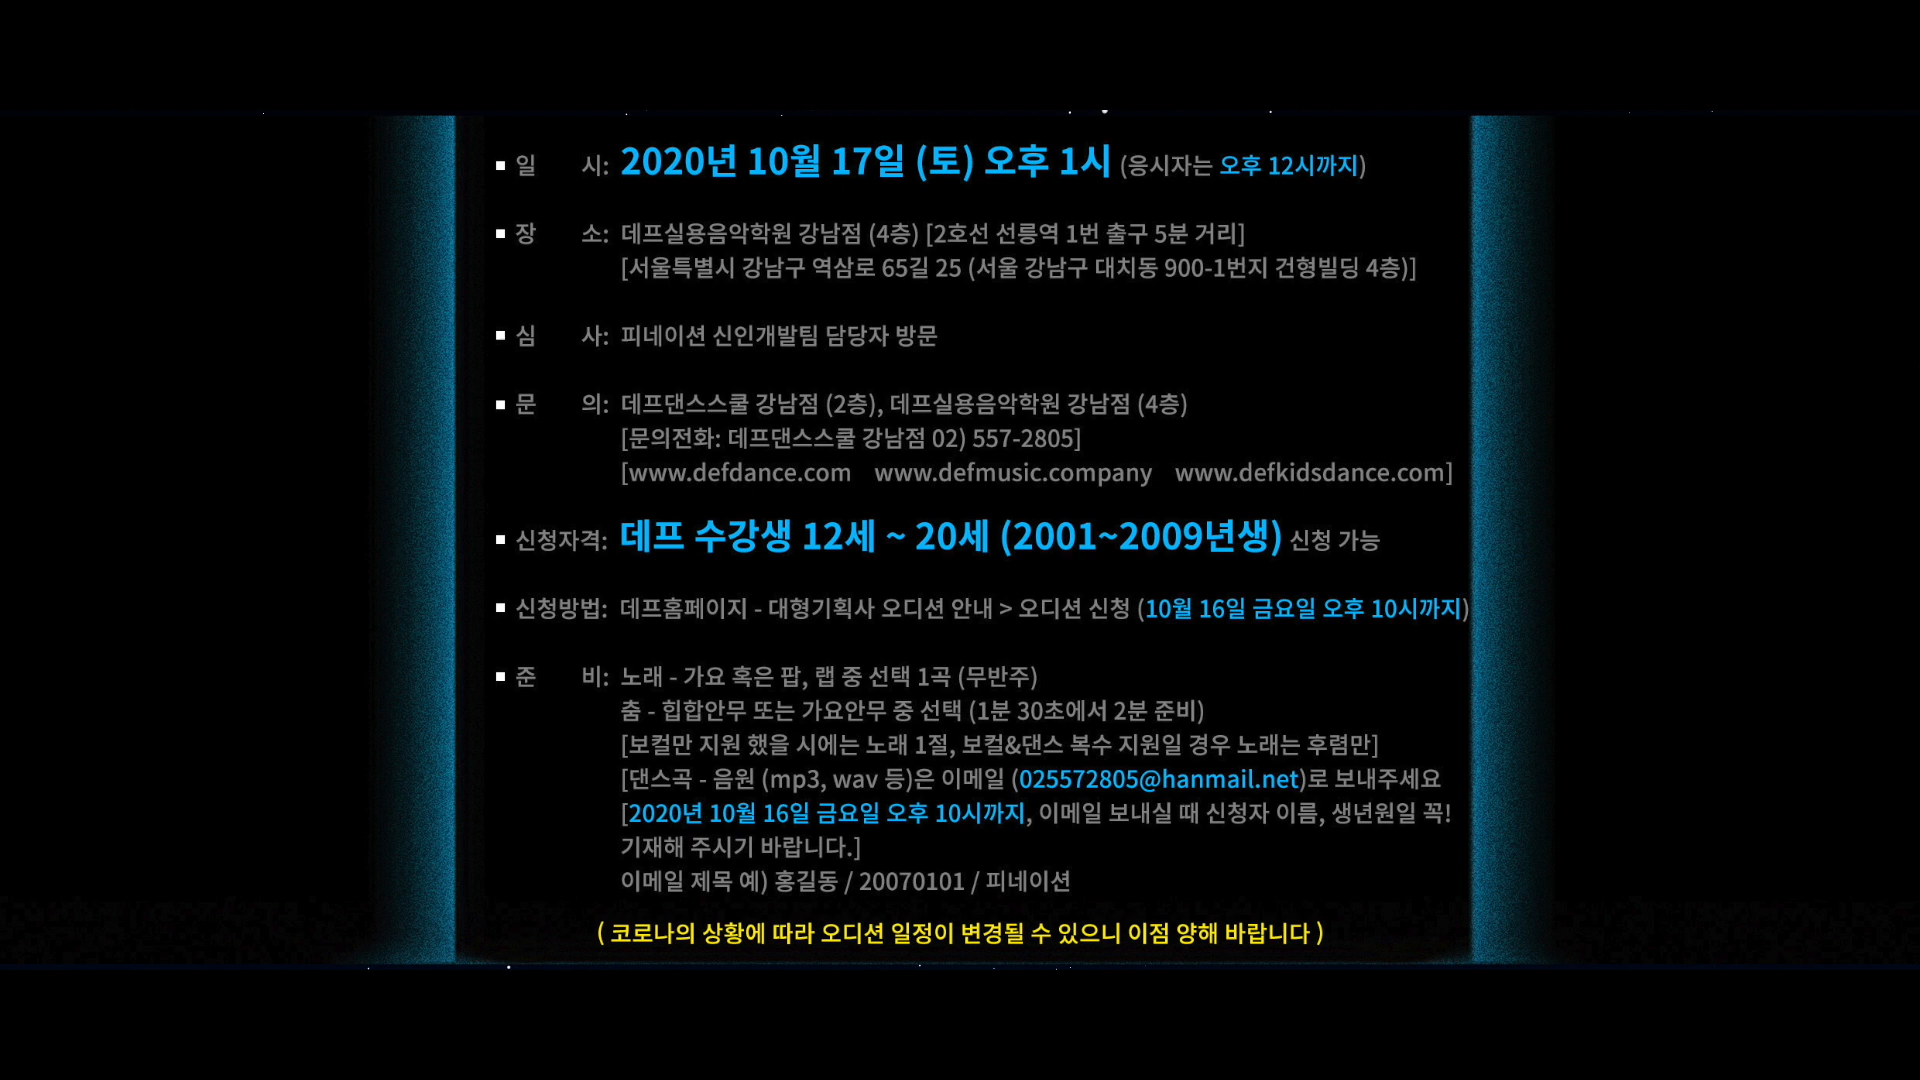 ▪ 일 시: 2020년 10월 17일 (토) 오후 1시 (응시자는 오후 12시까지)
▪ 장 소: 데프실용음악학원 강남점 (4층) [2호선 선릉역 1번 출구 5분 거리]
[서울특별시 강남구 역삼로 65길 25 (서울 강남구 대치동 900-1번지 건형빌딩 4층)]
▪ 심 사: 피네이션 신인개발팀 담당자 방문
▪ 문 의: 데프댄스스쿨 강남점 (2층), 데프실용음악학원 강남점 (4층)
[문의전화: 데프댄스스쿨 강남점 02) 557-2805]
[www.defdance.com www.defmusic.company www.defkidsdance.com]
▪ 신청자격: 데프 수강생 12세 ~ 20세 (2001~2009년생) 신청 가능
▪ 신청방법: 데프홈페이지 - 대형기획사 오디션 안내 > 오디션 신청 (10월 16일 금요일 오후 10시까지)
▪ 준 비: 노래 - 가요 혹은 팝, 랩 중 선택 1곡 (무반주)
춤 - 힙합안무 또는 가요안무 중 선택 (1분 30초에서 2분 준비)
[보컬만 지원 했을 시에는 노래 1절, 보컬&댄스 복수 지원일 경우 노래는 후렴만]
[댄스곡 - 음원 (mp3, wav 등)은 이메일 (025572805@hanmail.net)로 보내주세요
[2020년 10월 16일 금요일 오후 10시까지, 이메일 보내실 때 신청자 이름, 생년원일 꼭!
기재해 주시기 바랍니다.]
이메일 제목 예) 홍길동 / 20070101 / 피네이션
( 코로나의 상황에 따라 오디션 일정이 변경될 수 있으니 이점 양해 바랍니다 )